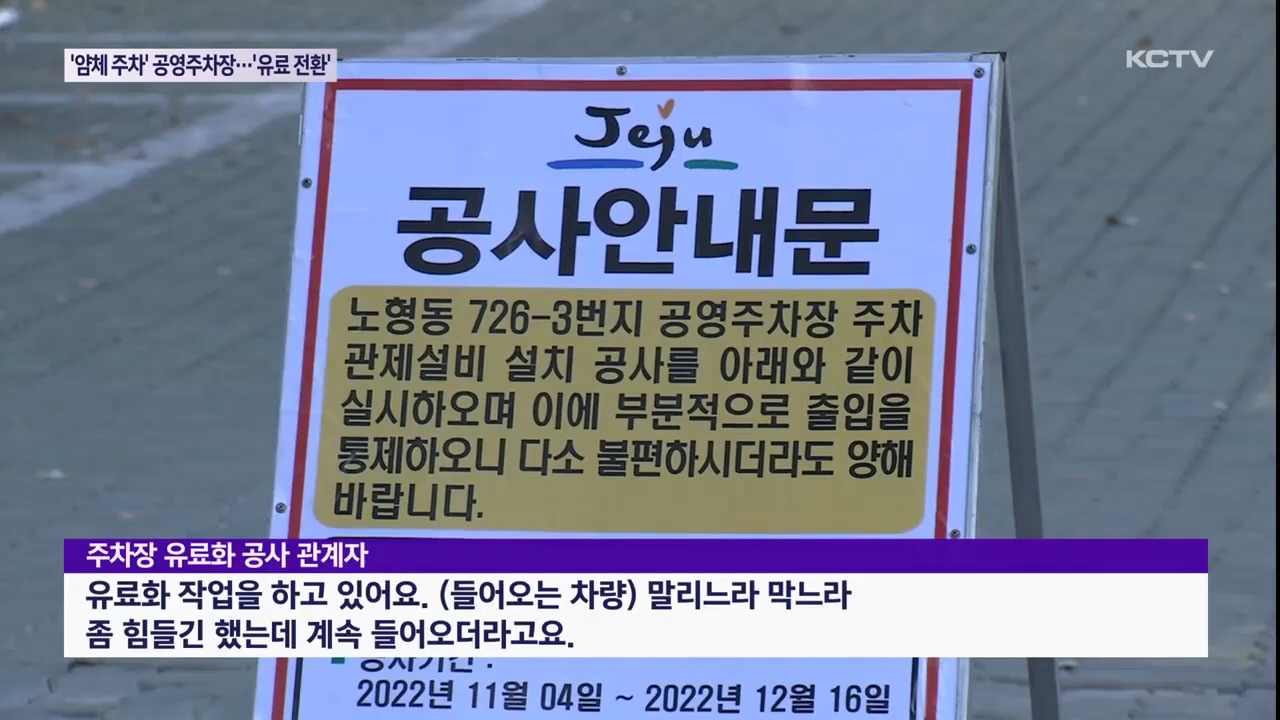 '얌체 주차' 공영주차장…'유료 전환'
KCTV
Jeju
공사안내문
노형동 726-3번지 공영주차장 주차
관제설비 설치 공사를 아래와 같이
실시하오며 이에 부분적으로 출입을
통제하오니 다소 불편하시더라도 양해
바랍니다.
주차장 유료화 공사 관계자
유료화 작업을 하고 있어요. (들어오는 차량) 말리느라 막느라
좀 힘들긴 했는데 계속 들어오더라고요.
공사기간 :
2022년 11월 04일 ~ 2022년 12월 16일